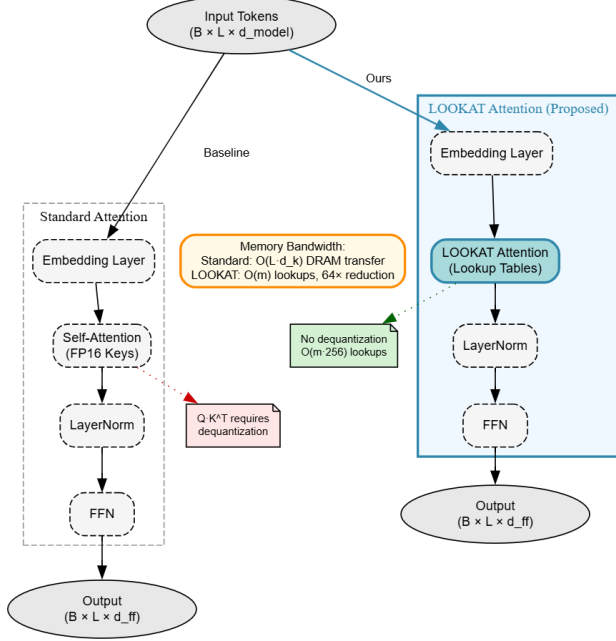 Input Tokens
(B × L × d_model)
Ours
Baseline
LOOKAT Attention (Proposed)
Embedding Layer
LOOKAT Attention
(Lookup Tables)
LayerNorm
FFN
Output
(B × L × d_ff)
Memory Bandwidth:
Standard: O(L·d_k) DRAM transfer
LOOKAT: O(m) lookups, 64× reduction
No dequantization
O(m·256) lookups
Standard Attention
Embedding Layer
Self-Attention
(FP16 Keys)
Q·K^T requires
dequantization
LayerNorm
FFN
Output
(B × L × d_ff)